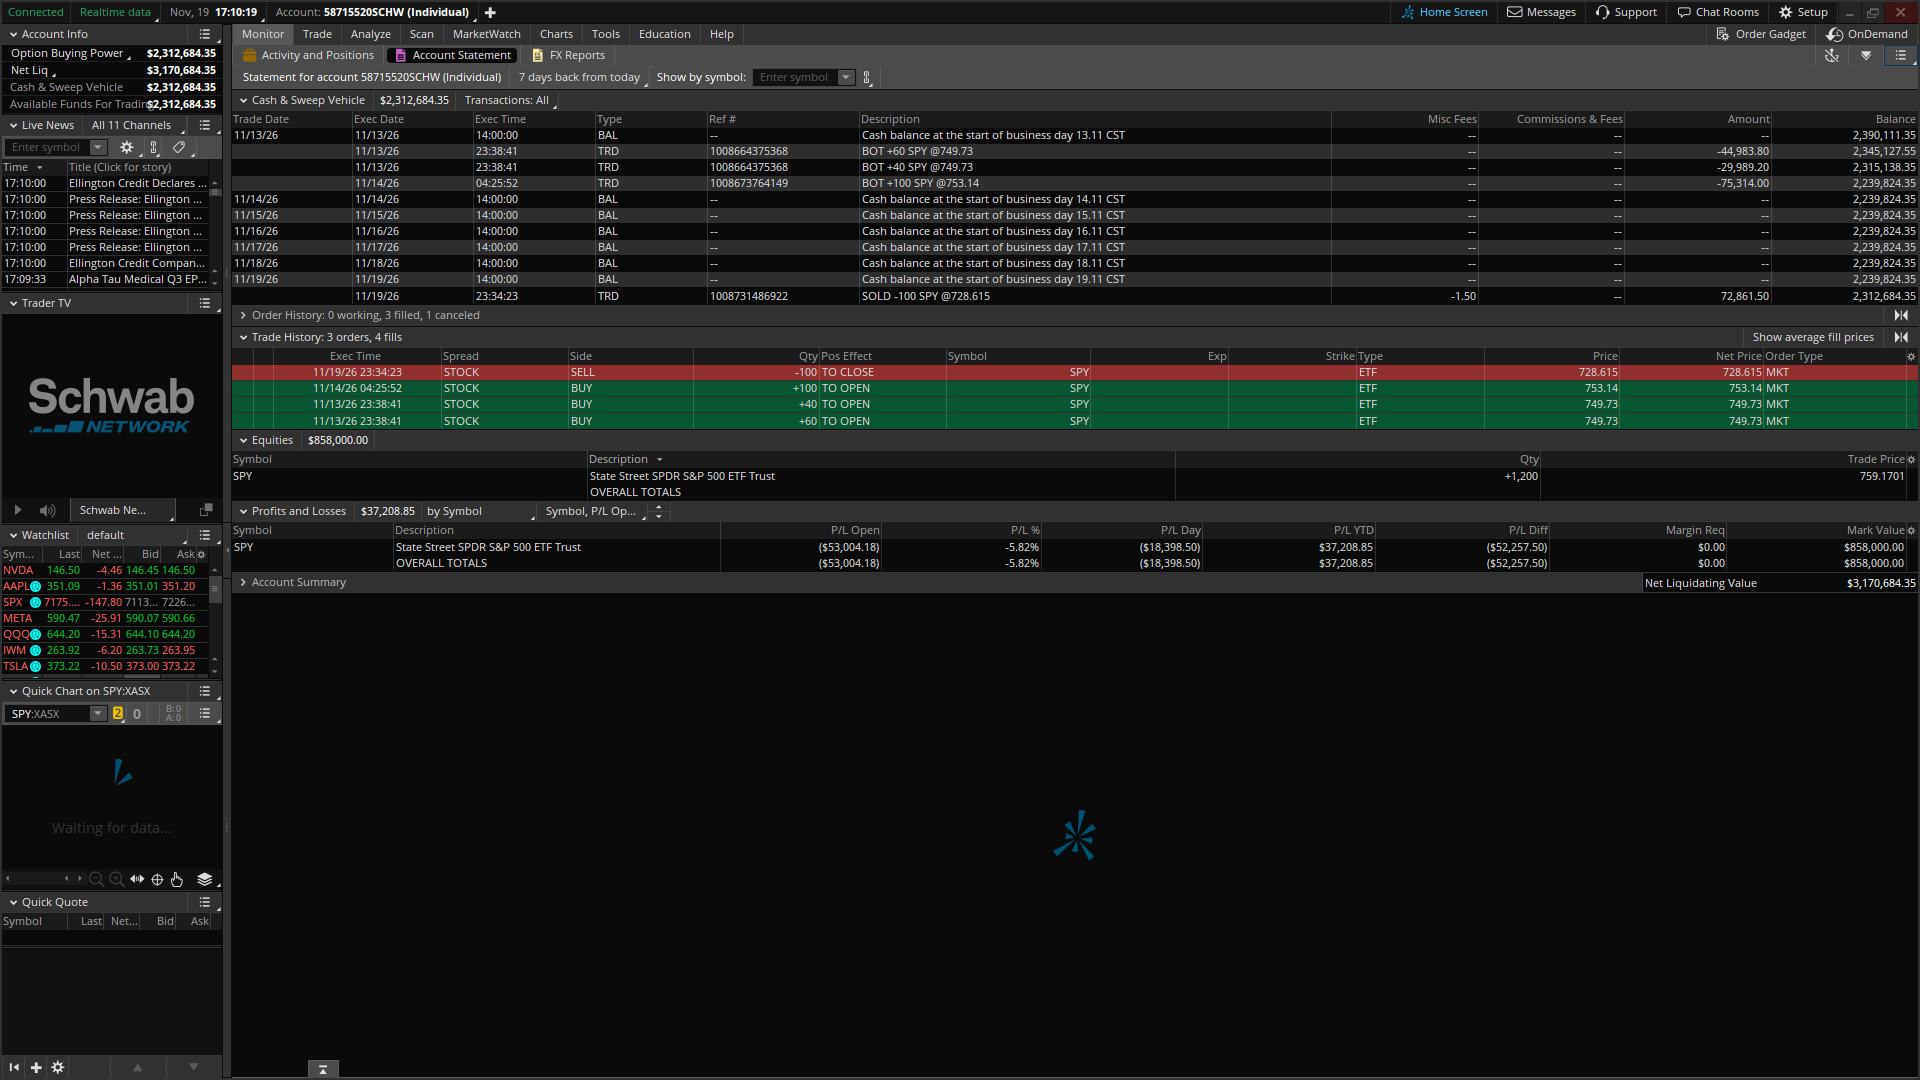 Connected Realtime data Nov, 19 17:10:19 Account: 58715520SCHW (Individual) Home Screen Messages Support Chat Rooms Setup
Account Info
Option Buying Power $2,312,684.35
Net Liq $3,170,684.35
Cash & Sweep Vehicle $2,312,684.35
Available Funds For Trading $2,312,684.35
Live News All 11 Channels
Enter symbol
Time Title (Click for story)
17:10:00 Ellington Credit Declares ...
17:10:00 Press Release: Ellington ...
17:10:00 Press Release: Ellington ...
17:10:00 Press Release: Ellington ...
17:10:00 Press Release: Ellington ...
17:10:00 Ellington Credit Compan...
17:09:33 Alpha Tau Medical Q3 EP...
Trader TV
Schwab
NETWORK
Schwab Ne...
Watchlist default
Sym... Last Net ... Bid Ask
NVDA 146.50 -4.46 146.45 146.50
AAPL 351.09 -1.36 351.01 351.20
SPX 7175.... -147.80 7113... 7226...
META 590.47 -25.91 590.07 590.66
QQQ 644.20 -15.31 644.10 644.20
IWM 263.92 -6.20 263.73 263.95
TSLA 373.22 -10.50 373.00 373.22
Quick Chart on SPY:XASX
SPY:XASX 2 0 B: 0
A: 0
Waiting for data...
Quick Quote
Symbol Last Net... Bid Ask
Monitor Trade Analyze Scan MarketWatch Charts Tools Education Help Order Gadget OnDemand
Activity and Positions Account Statement FX Reports
Statement for account 58715520SCHW (Individual) 7 days back from today Show by symbol: Enter symbol
Cash & Sweep Vehicle $2,312,684.35 Transactions: All
Trade Date Exec Date Exec Time Type Ref # Description Misc Fees Commissions & Fees Amount Balance
11/13/26 11/13/26 14:00:00 BAL -- Cash balance at the start of business day 13.11 CST -- -- -- 2,390,111.35
11/13/26 23:38:41 TRD 1008664375368 BOT +60 SPY @749.73 -- -- -44,983.80 2,345,127.55
11/13/26 23:38:41 TRD 1008664375368 BOT +40 SPY @749.73 -- -- -29,989.20 2,315,138.35
11/14/26 04:25:52 TRD 1008673764149 BOT +100 SPY @753.14 -- -- -75,314.00 2,239,824.35
11/14/26 11/14/26 14:00:00 BAL -- Cash balance at the start of business day 14.11 CST -- -- -- 2,239,824.35
11/15/26 11/15/26 14:00:00 BAL -- Cash balance at the start of business day 15.11 CST -- -- -- 2,239,824.35
11/16/26 11/16/26 14:00:00 BAL -- Cash balance at the start of business day 16.11 CST -- -- -- 2,239,824.35
11/17/26 11/17/26 14:00:00 BAL -- Cash balance at the start of business day 17.11 CST -- -- -- 2,239,824.35
11/18/26 11/18/26 14:00:00 BAL -- Cash balance at the start of business day 18.11 CST -- -- -- 2,239,824.35
11/19/26 11/19/26 14:00:00 BAL -- Cash balance at the start of business day 19.11 CST -- -- -- 2,239,824.35
11/19/26 23:34:23 TRD 1008731486922 SOLD -100 SPY @728.615 -1.50 -- 72,861.50 2,312,684.35
Order History: 0 working, 3 filled, 1 canceled
Trade History: 3 orders, 4 fills Show average fill prices
Exec Time Spread Side Qty Pos Effect Symbol Exp Strike Type Price Net Price Order Type
11/19/26 23:34:23 STOCK SELL -100 TO CLOSE SPY ETF 728.615 728.615 MKT
11/14/26 04:25:52 STOCK BUY +100 TO OPEN SPY ETF 753.14 753.14 MKT
11/13/26 23:38:41 STOCK BUY +40 TO OPEN SPY ETF 749.73 749.73 MKT
11/13/26 23:38:41 STOCK BUY +60 TO OPEN SPY ETF 749.73 749.73 MKT
Equities $858,000.00
Symbol Description Qty Trade Price
SPY State Street SPDR S&P 500 ETF Trust +1,200 759.1701
OVERALL TOTALS
Profits and Losses $37,208.85 by Symbol Symbol, P/L Op...
Symbol Description P/L Open P/L % P/L Day P/L YTD P/L Diff Margin Req Mark Value
SPY State Street SPDR S&P 500 ETF Trust ($53,004.18) -5.82% ($18,398.50) $37,208.85 ($52,257.50) $0.00 $858,000.00
OVERALL TOTALS ($53,004.18) -5.82% ($18,398.50) $37,208.85 ($52,257.50) $0.00 $858,000.00
Account Summary Net Liquidating Value $3,170,684.35